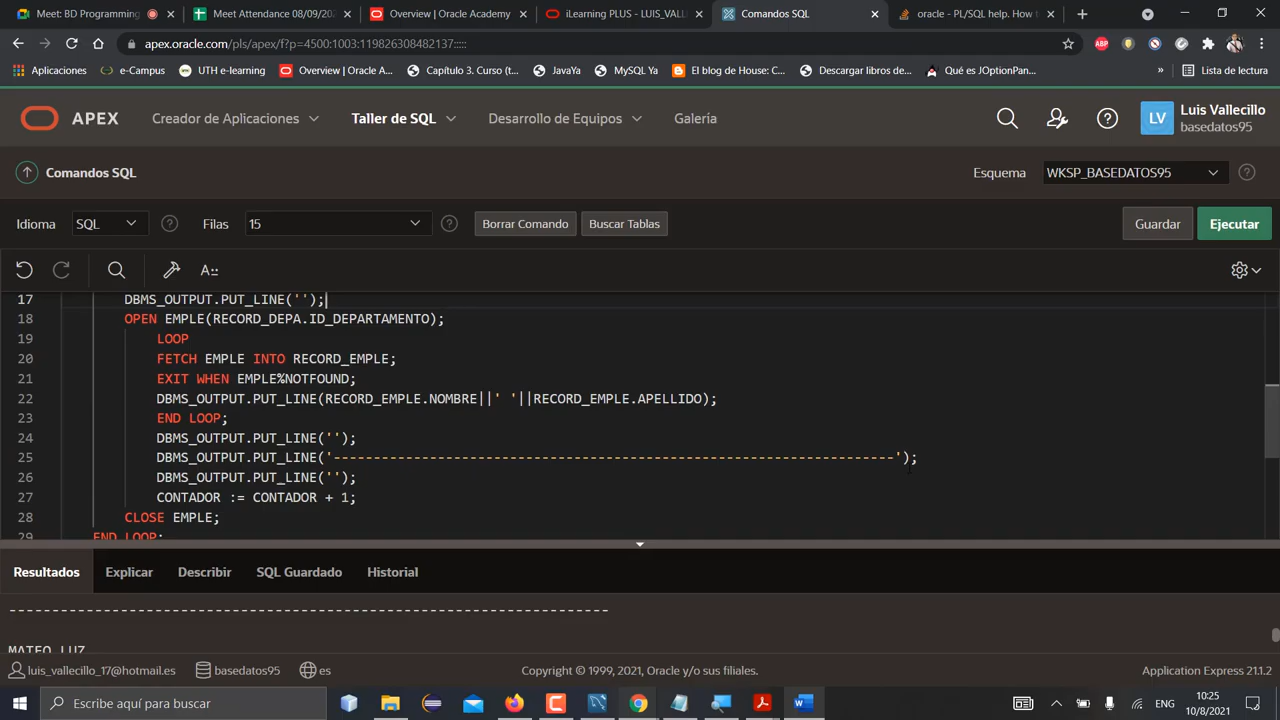 Meet: BD Programming
Meet Attendance 08/09/202
Overview | Oracle Academy
iLearning PLUS - LUIS_VALL
Comandos SQL
oracle - PL/SQL help. How t
apex.oracle.com/pls/apex/f?p=4500:1003:119826308482137:::::
ABP
Aplicaciones
e-Campus
UTH e-learning
Overview | Oracle A...
Capítulo 3. Curso (t...
JavaYa
MySQL Ya
El blog de House: C...
Descargar libros de...
Qué es JOptionPan...
»
Lista de lectura
APEX
Creador de Aplicaciones
Taller de SQL
Desarrollo de Equipos
Galería
LV
Luis Vallecillo
basedatos95
Comandos SQL
Esquema
WKSP_BASEDATOS95
Idioma
SQL
Filas
15
Borrar Comando
Buscar Tablas
Guardar
Ejecutar
17 DBMS_OUTPUT.PUT_LINE('');
18 OPEN EMPLE(RECORD_DEPA.ID_DEPARTAMENTO);
19 LOOP
20 FETCH EMPLE INTO RECORD_EMPLE;
21 EXIT WHEN EMPLE%NOTFOUND;
22 DBMS_OUTPUT.PUT_LINE(RECORD_EMPLE.NOMBRE||' '||RECORD_EMPLE.APELLIDO);
23 END LOOP;
24 DBMS_OUTPUT.PUT_LINE('');
25 DBMS_OUTPUT.PUT_LINE('----------------------------------------------------------------------');
26 DBMS_OUTPUT.PUT_LINE('');
27 CONTADOR := CONTADOR + 1;
28 CLOSE EMPLE;
29 END LOOP;
Resultados
Explicar
Describir
SQL Guardado
Historial
---------------------------------------------------------------------------
MATEO LUZ
luis_vallecillo_17@hotmail.es
basedatos95
es
Copyright © 1999, 2021, Oracle y/o sus filiales.
Application Express 21.1.2
Escribe aquí para buscar
ENG
10:25
10/8/2021